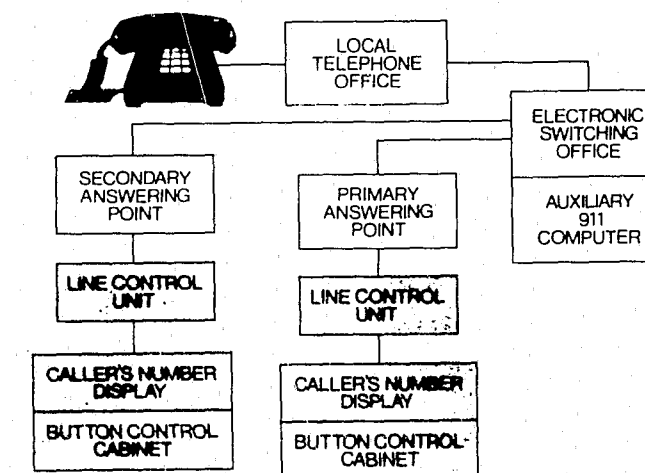 LOCAL
TELEPHONE
OFFICE
ELECTRONIC
SWITCHING
OFFICE
AUXILIARY
911
COMPUTER
SECONDARY
ANSWERING
POINT
LINE CONTROL
UNIT
CALLER'S NUMBER
DISPLAY
BUTTON CONTROL
CABINET
PRIMARY
ANSWERING
POINT
LINE CONTROL
UNIT
CALLER'S NUMBER
DISPLAY
BUTTON CONTROL-
CABINET